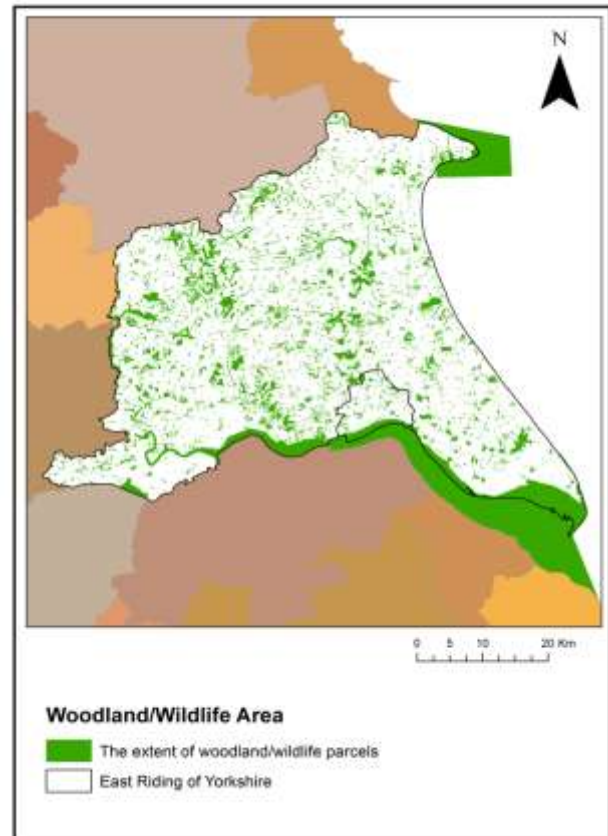 N
0 5 10 20 Km
Woodland/Wildlife Area
The extent of woodland/wildlife parcels
East Riding of Yorkshire